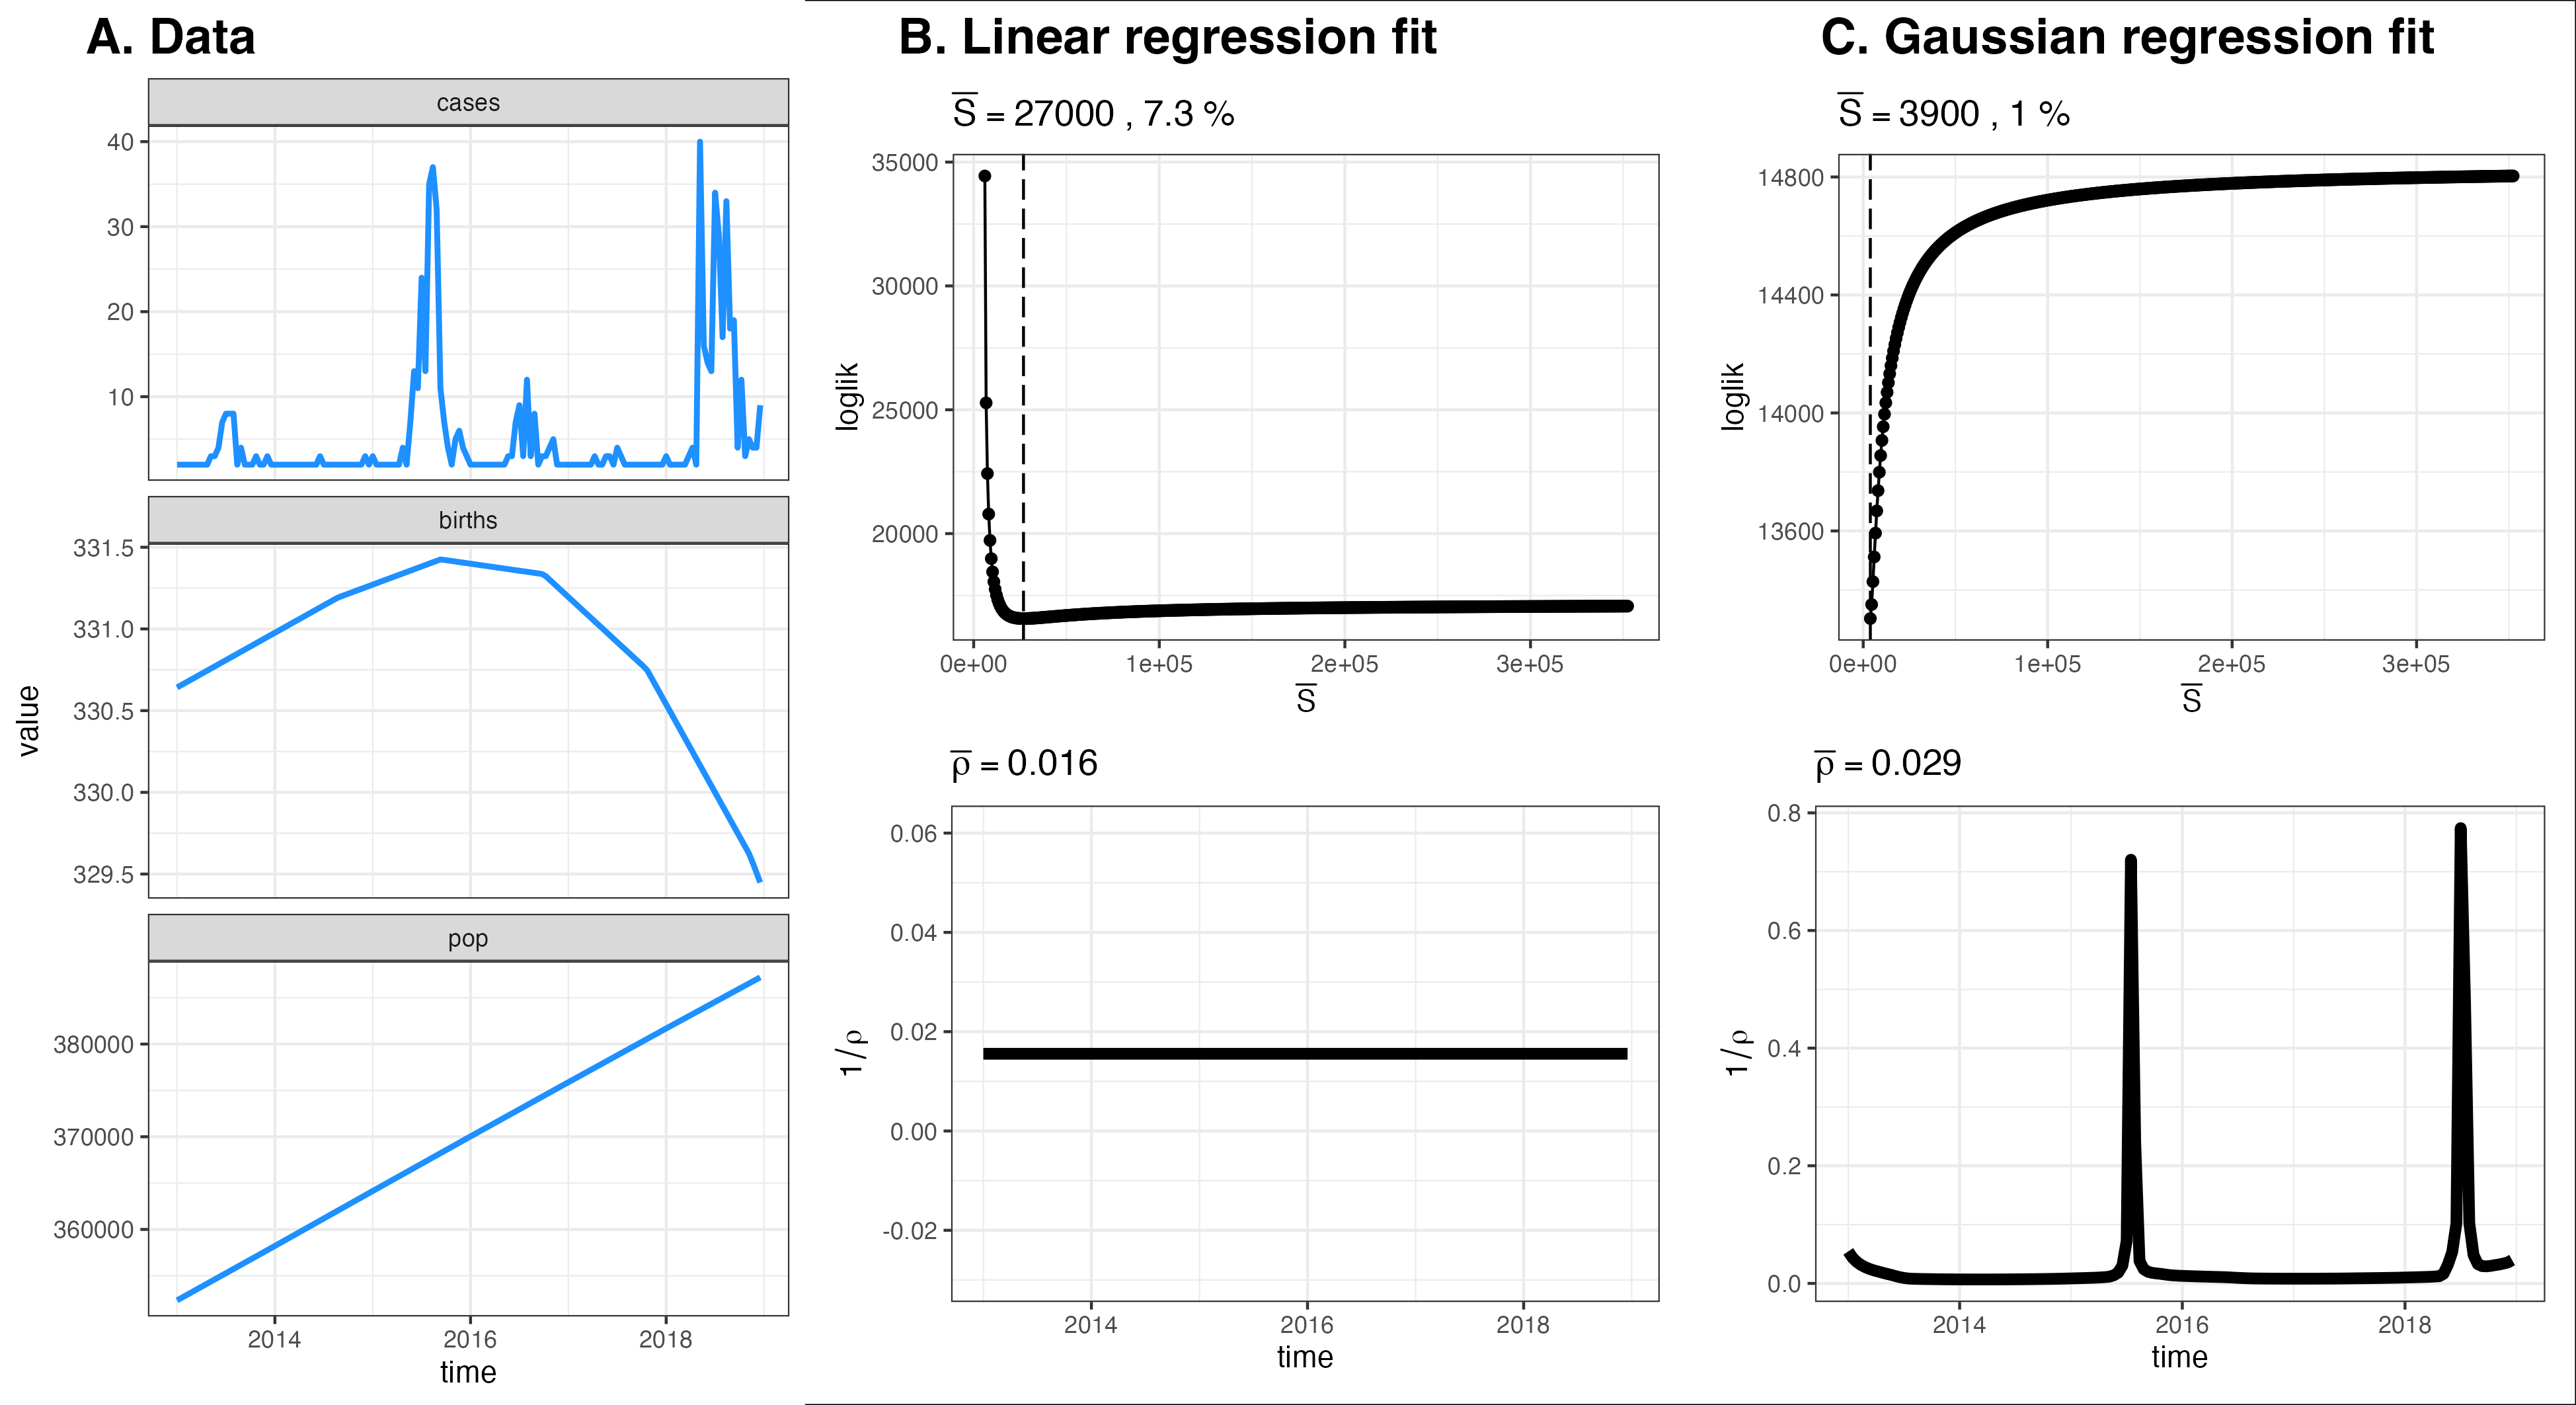 A. Data
cases
40
30
20
10
births
331.5
331.0
330.5
330.0
329.5
value
pop
380000
370000
360000
2014 2016 2018
time
B. Linear regression fit
S̅ = 27000 , 7.3 %
35000
30000
25000
20000
loglik
0e+00 1e+05 2e+05 3e+05
S̅
ρ̅ = 0.016
0.06
0.04
0.02
0.00
-0.02
1/ρ
2014 2016 2018
time
C. Gaussian regression fit
S̅ = 3900 , 1 %
14800
14400
14000
13600
loglik
0e+00 1e+05 2e+05 3e+05
S̅
ρ̅ = 0.029
0.8
0.6
0.4
0.2
0.0
1/ρ
2014 2016 2018
time